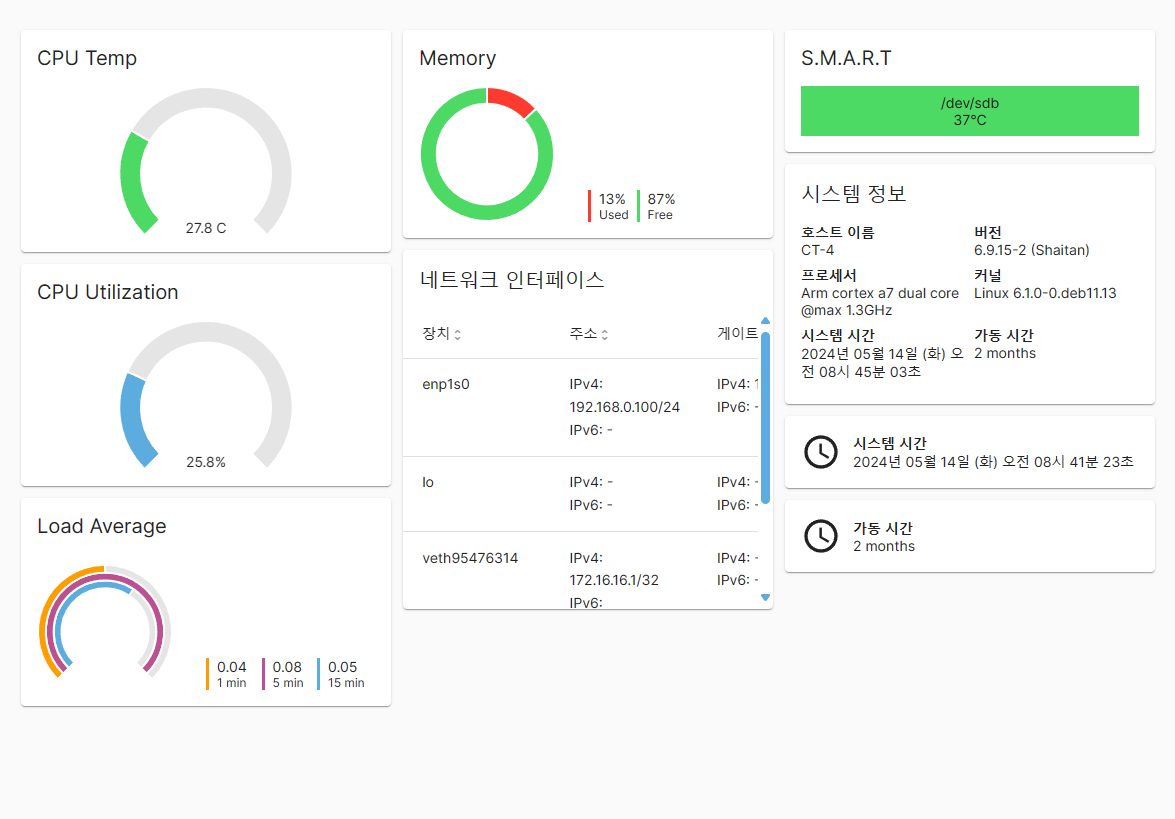 CPU Temp
27.8 C
CPU Utilization
25.8%
Load Average
0.04
1 min
0.08
5 min
0.05
15 min
Memory
13%
Used
87%
Free
네트워크 인터페이스
장치 주소 게이트
enp1s0
IPv4:
192.168.0.100/24
IPv6: -
IPv4: 1
IPv6: -
lo
IPv4: -
IPv6: -
IPv4: -
IPv6: -
veth95476314
IPv4:
172.16.16.1/32
IPv6:
IPv4: -
IPv6: -
S.M.A.R.T
/dev/sdb
37°C
시스템 정보
호스트 이름
CT-4
버전
6.9.15-2 (Shaitan)
프로세서
Arm cortex a7 dual core
@max 1.3GHz
커널
Linux 6.1.0-0.deb11.13
시스템 시간
2024년 05월 14일 (화) 오
전 08시 45분 03초
가동 시간
2 months
시스템 시간
2024년 05월 14일 (화) 오전 08시 41분 23초
가동 시간
2 months